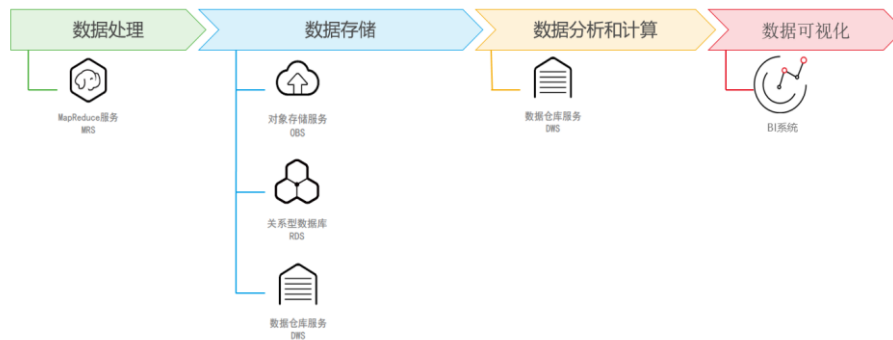 数据处理
数据存储
数据分析和计算
数据可视化
MapReduce服务
MRS
对象存储服务
OBS
数据仓库服务
DWS
BI系统
关系型数据库
RDS
数据仓库服务
DWS